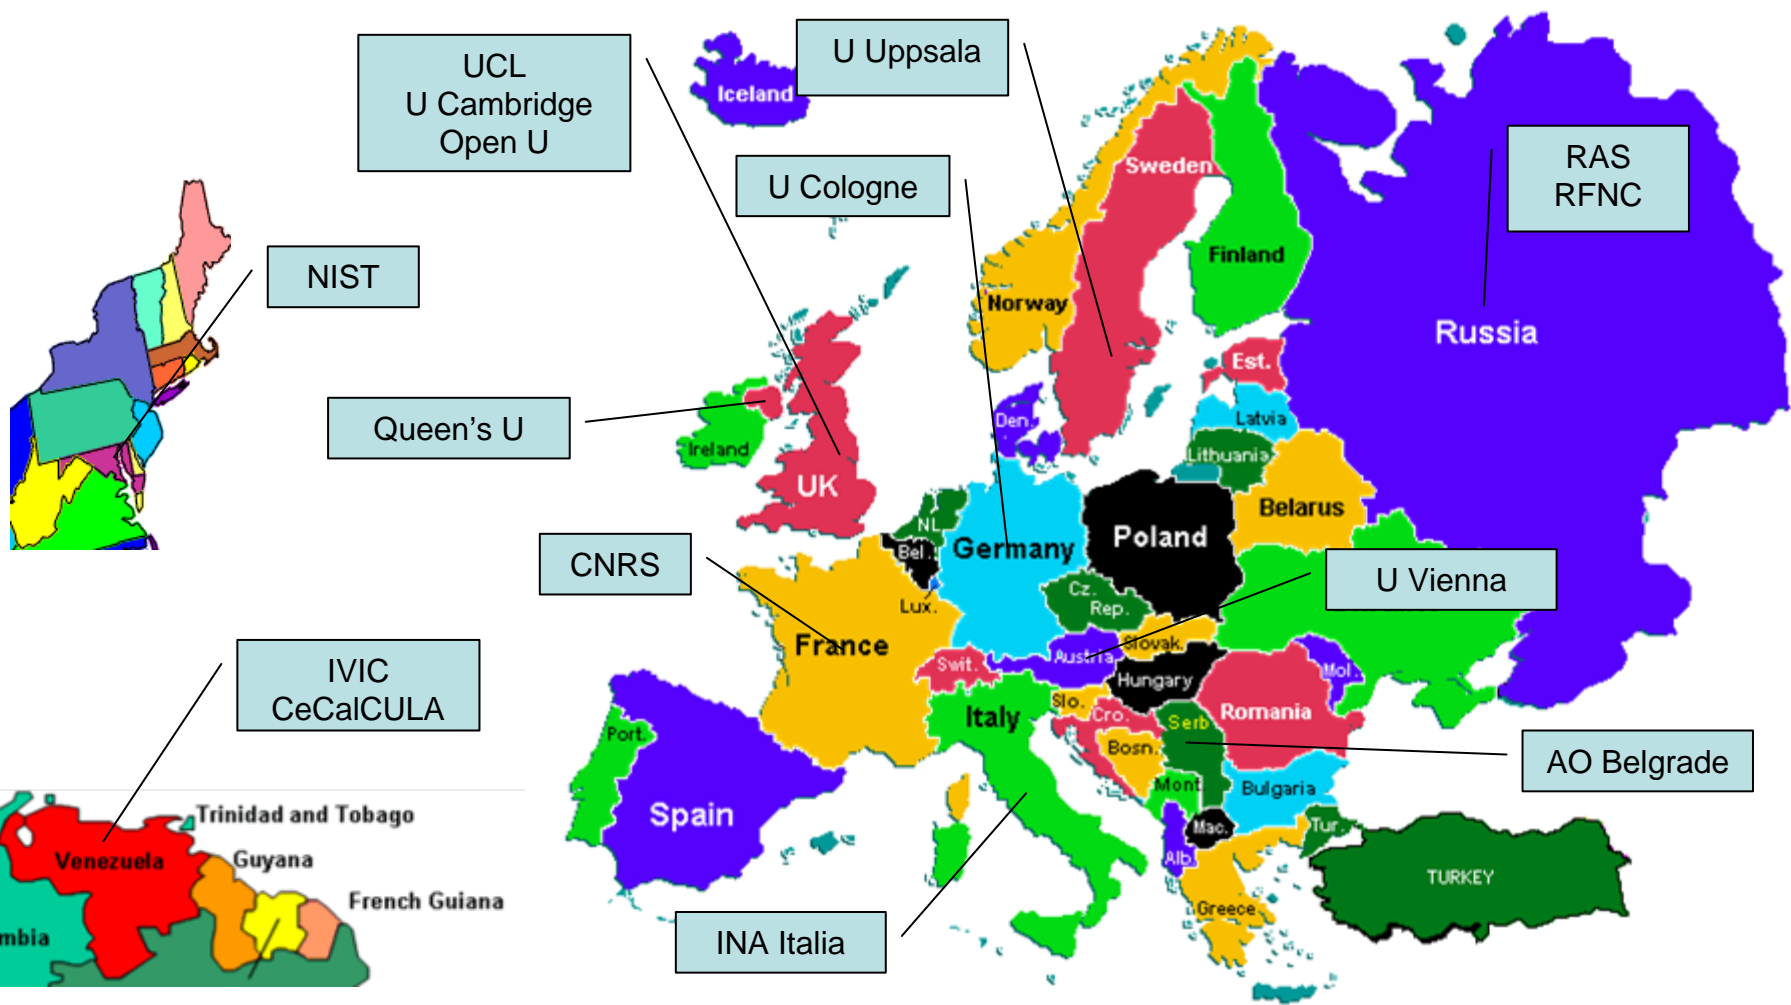 UCL
U Cambridge
Open U
U Uppsala
Iceland
U Cologne
Sweden
RAS
RFNC
NIST
Finland
Norway
Russia
Est.
Queen's U
Den.
Latvia
Ireland
Lithuania
UK
Belarus
NL
Poland
Bel.
Germany
CNRS
U Vienna
Cz.
Rep.
Lux.
France
Slovak.
Austria
Swit.
Mol.
Hungary
IVIC
CeCalCULA
Slo.
Italy
Cro.
Serb
Romania
Port.
Bosn.
AO Belgrade
Mont.
Bulgaria
Spain
Trinidad and Tobago
Mac.
Tur.
Venezuela
Guyana
Alb.
TURKEY
French Guiana
Greece
mbia
INA Italia